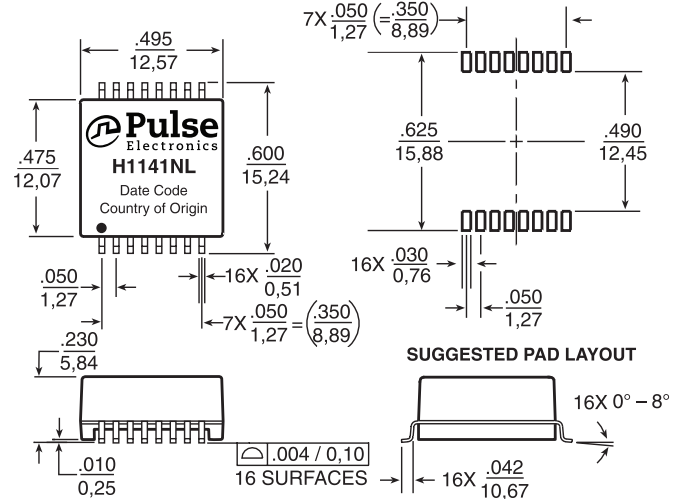 .495
12,57
7X .050 (= .350)
1,27 8,89
Pulse
Electronics
H1141NL
Date Code
Country of Origin
.475
12,07
.600
15,24
.625
15,88
.490
12,45
.050
1,27
16X .020
0,51
7X .050 = (.350)
1,27 8,89
16X .030
0,76
.050
1,27
SUGGESTED PAD LAYOUT
.230
5,84
.010
0,25
.004 / 0,10
16 SURFACES
16X 0° – 8°
16X .042
10,67